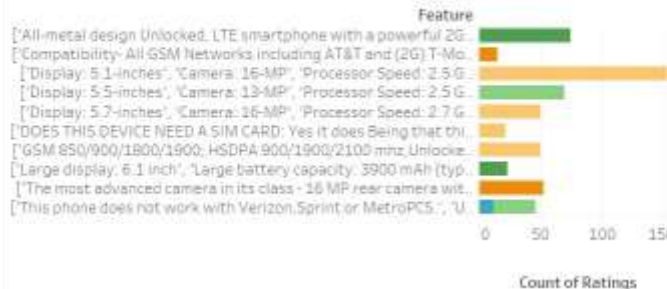 Feature
['All-metal design Unlocked, LTE smartphone with a powerful 2G..
['Compatibility- All GSM Networks including AT&T and (2G) T-Mo..
['Display: 5.1-inches', 'Camera: 16-MP', 'Processor Speed: 2.5 G..
['Display: 5.5-inches', 'Camera: 13-MP', 'Processor Speed: 2.5 G..
['Display: 5.7-inches', 'Camera: 16-MP', 'Processor Speed: 2.7 G..
['DOES THIS DEVICE NEED A SIM CARD: Yes it does Being that thi..
['GSM 850/900/1800/1900; HSDPA 900/1900/2100 mhz,Unlocke..
['Large display: 6.1 inch', 'Large battery capacity: 3900 mAh (typ..
['The most advanced camera in its class - 16 MP rear camera wit..
['This phone does not work with Verizon,Sprint or MetroPCS.', 'U..
0 50 100 150
Count of Ratings